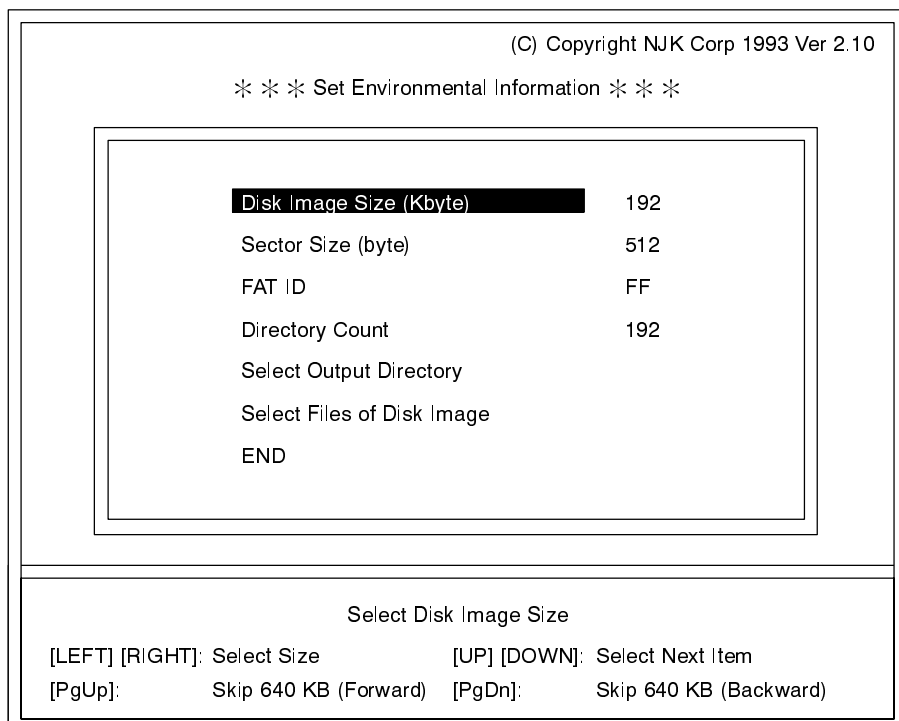 (C) Copyright NJK Corp 1993 Ver 2.10
＊ ＊ ＊ Set Environmental Information ＊ ＊ ＊
Disk Image Size (Kbyte) 192
Sector Size (byte) 512
FAT ID FF
Directory Count 192
Select Output Directory
Select Files of Disk Image
END
Select Disk Image Size
[LEFT] [RIGHT]: Select Size [UP] [DOWN]: Select Next Item
[PgUp]: Skip 640 KB (Forward) [PgDn]: Skip 640 KB (Backward)